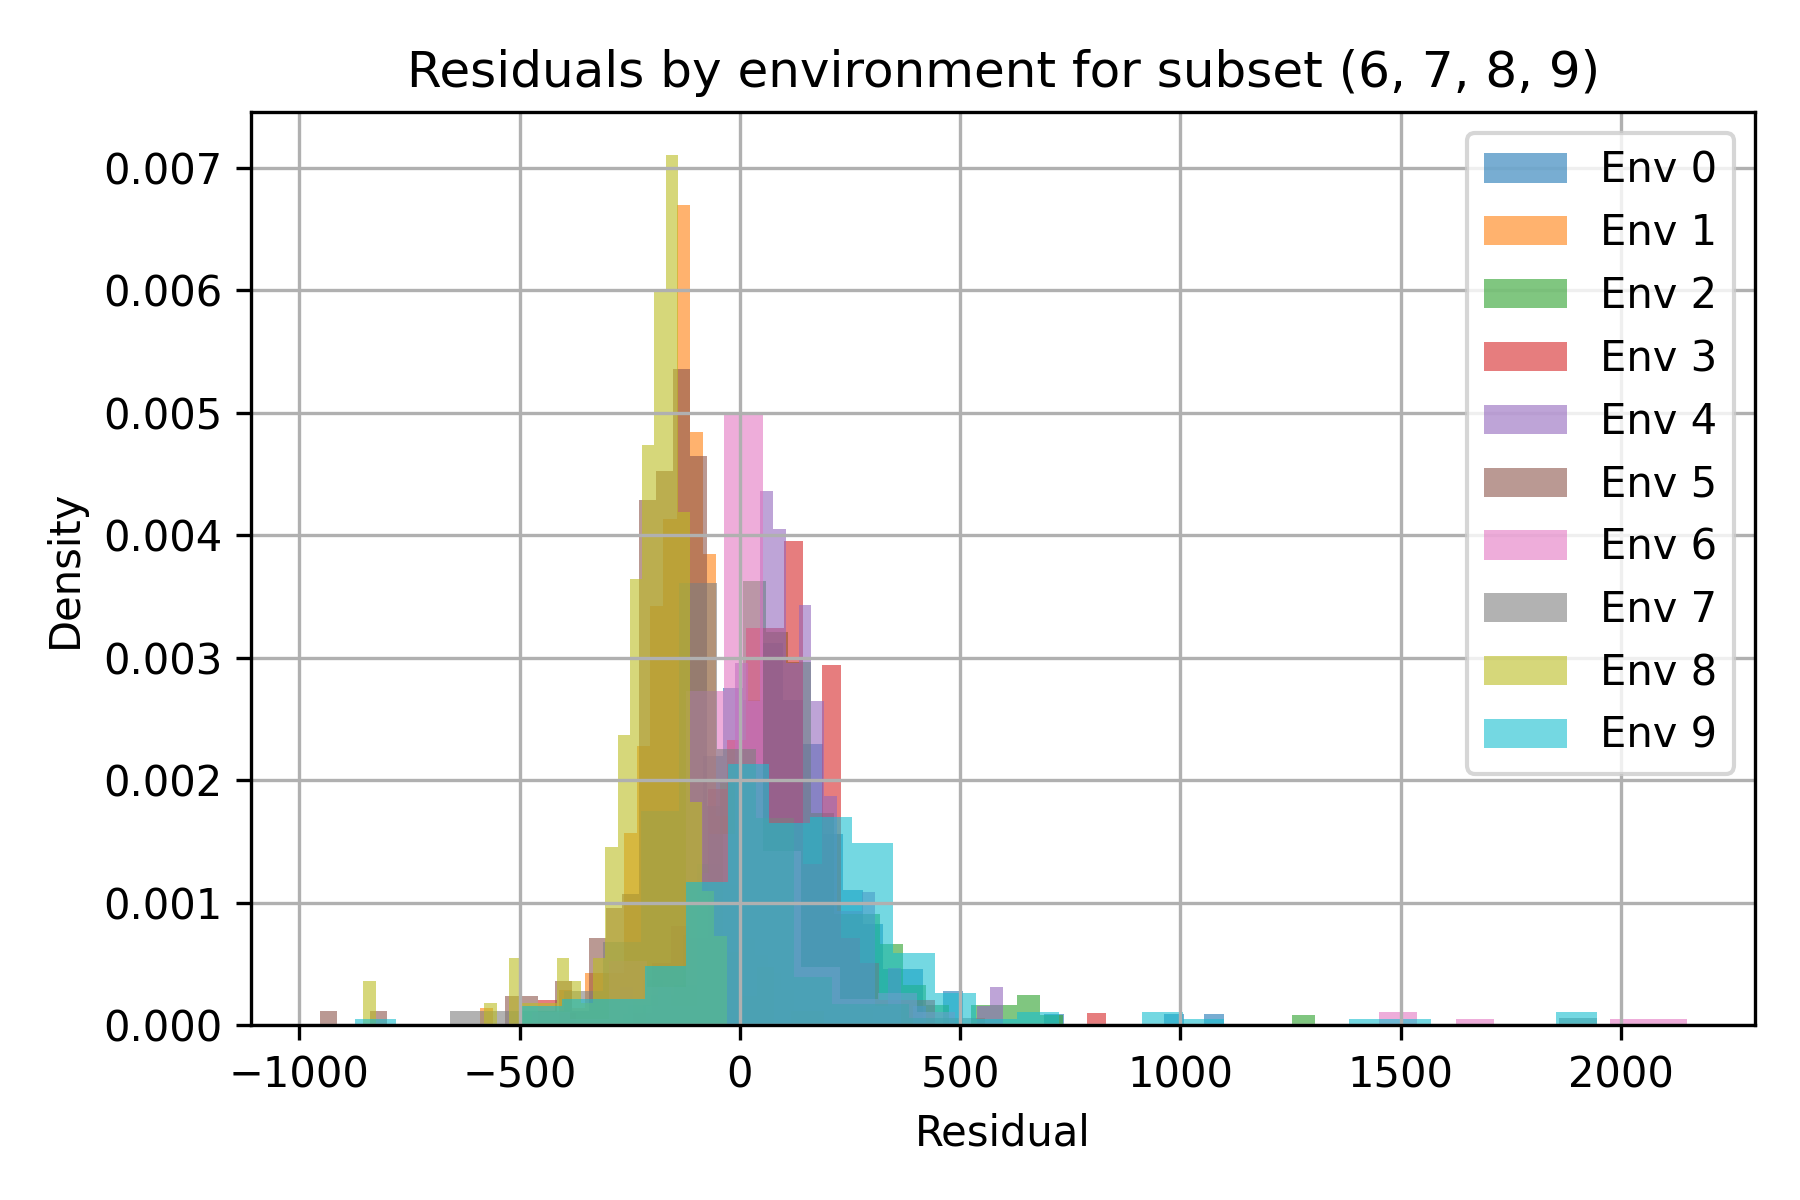 Residuals by environment for subset (6, 7, 8, 9)
0.007
0.006
0.005
0.004
0.003
0.002
0.001
0.000
Density
Env 0
Env 1
Env 2
Env 3
Env 4
Env 5
Env 6
Env 7
Env 8
Env 9
−1000 −500 0 500 1000 1500 2000
Residual